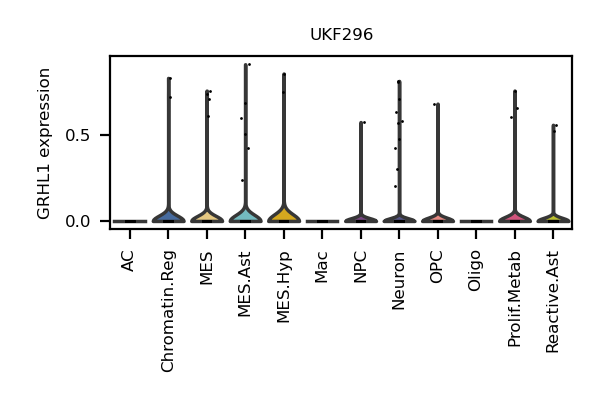 UKF296
GRHL1 expression
0.5
0.0
AC
Chromatin.Reg
MES
MES.Ast
MES.Hyp
Mac
NPC
Neuron
OPC
Oligo
Prolif.Metab
Reactive.Ast